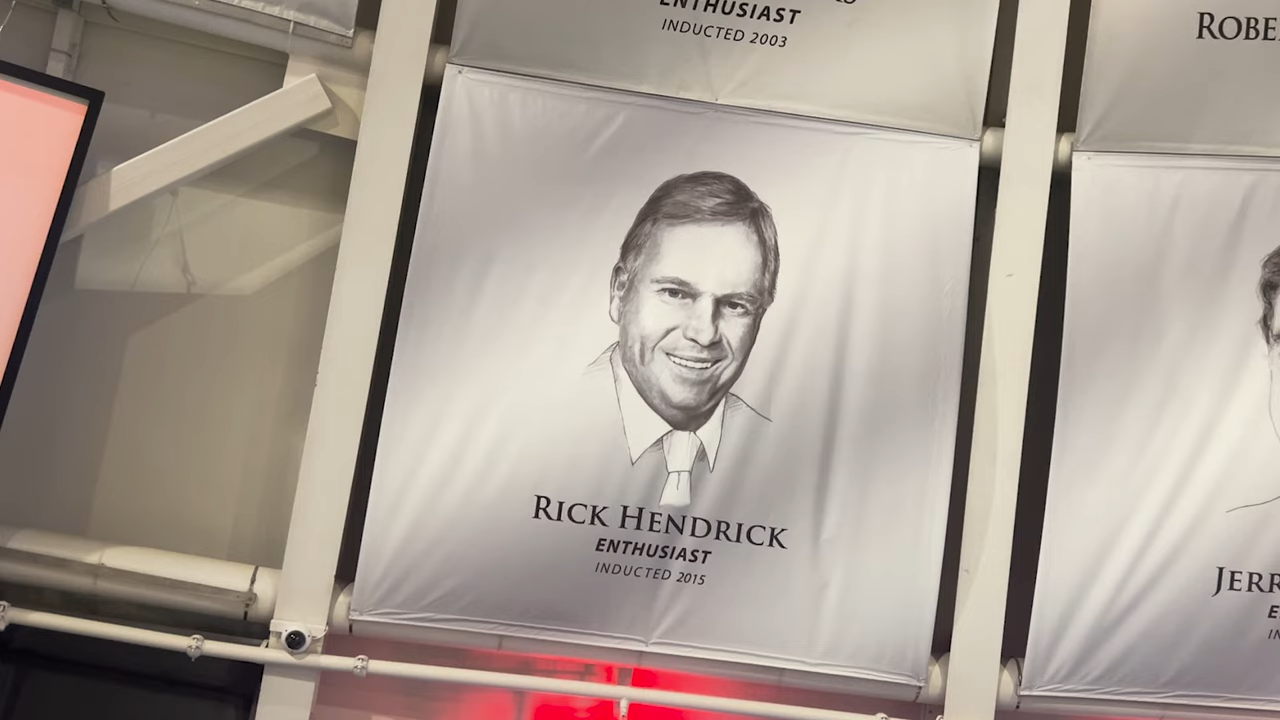 ENTHUSIAST
INDUCTED 2003
RICK HENDRICK
ENTHUSIAST
INDUCTED 2015